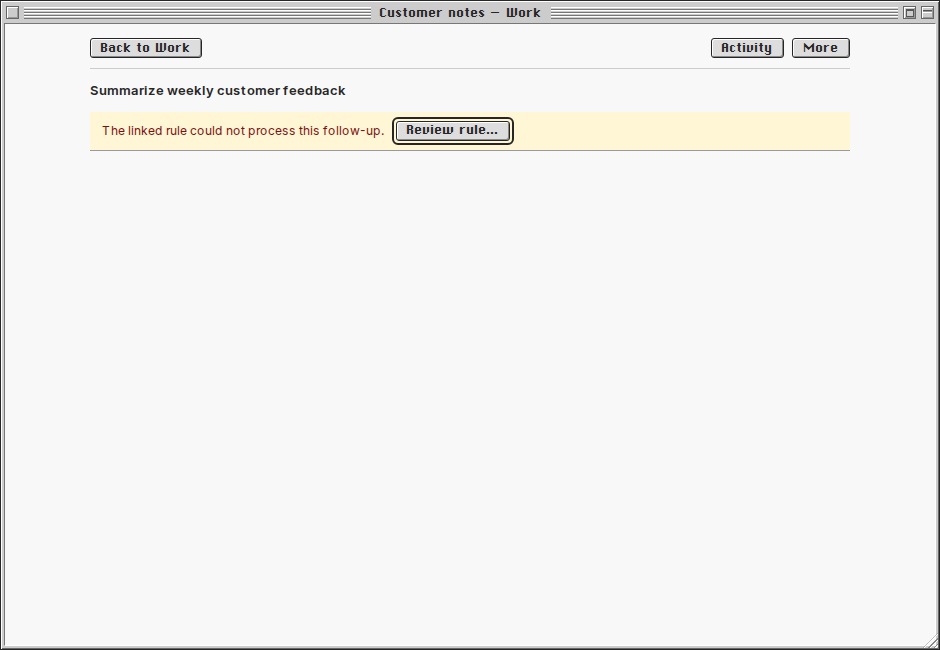 Customer notes – Work
Back to Work
Activity
More
Summarize weekly customer feedback
The linked rule could not process this follow-up.
Review rule...